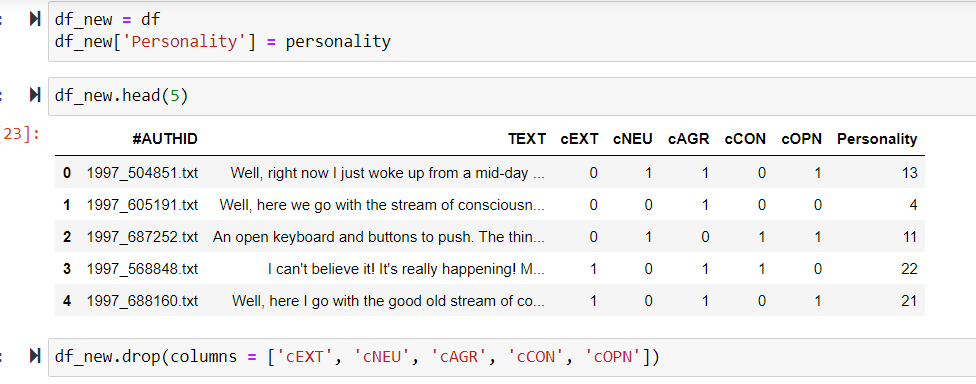 df_new = df
df_new['Personality'] = personality
df_new.head(5)
23]:
#AUTHID TEXT cEXT cNEU cAGR cCON cOPN Personality
0 1997_504851.txt Well, right now I just woke up from a mid-day ... 0 1 1 0 1 13
1 1997_605191.txt Well, here we go with the stream of consciousn... 0 0 1 0 0 4
2 1997_687252.txt An open keyboard and buttons to push. The thin... 0 1 0 1 1 11
3 1997_568848.txt I can't believe it! It's really happening! M... 1 0 1 1 0 22
4 1997_688160.txt Well, here I go with the good old stream of co... 1 0 1 0 1 21
df_new.drop(columns = ['cEXT', 'cNEU', 'cAGR', 'cCON', 'cOPN'])